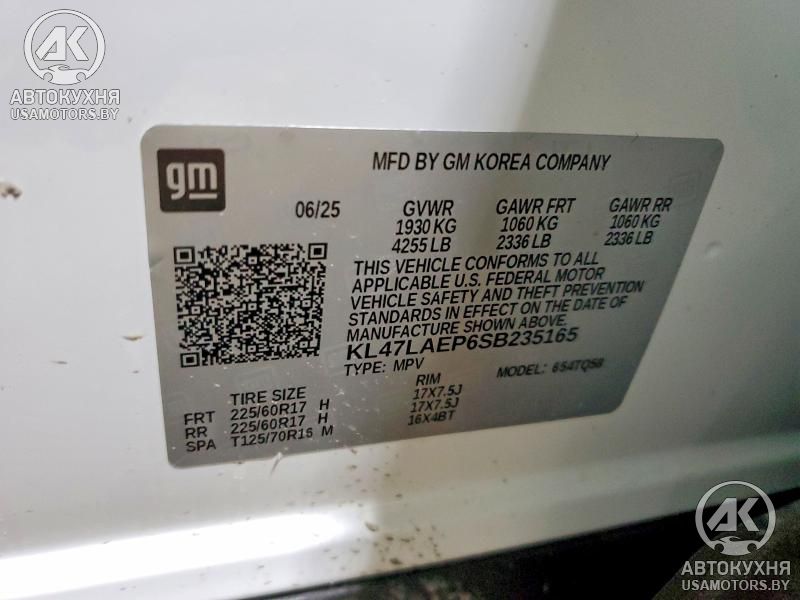 AK
АВТОКУХНЯ
USAMOTORS.BY
gm
MFD BY GM KOREA COMPANY
06/25 GVWR GAWR FRT GAWR RR
1930 KG 1060 KG 1060 KG
4255 LB 2336 LB 2336 LB
THIS VEHICLE CONFORMS TO ALL
APPLICABLE U.S. FEDERAL MOTOR
VEHICLE SAFETY AND THEFT PREVENTION
STANDARDS IN EFFECT ON THE DATE OF
MANUFACTURE SHOWN ABOVE.
KL47LAEP6SB235165
TYPE: MPV MODEL:
TIRE SIZE RIM
FRT 225/60R17 H 17X7.5J
RR 225/60R17 H 17X7.5J
SPA T125/70R16 M 16X4BT
AK
АВТОКУХНЯ
USAMOTORS.BY